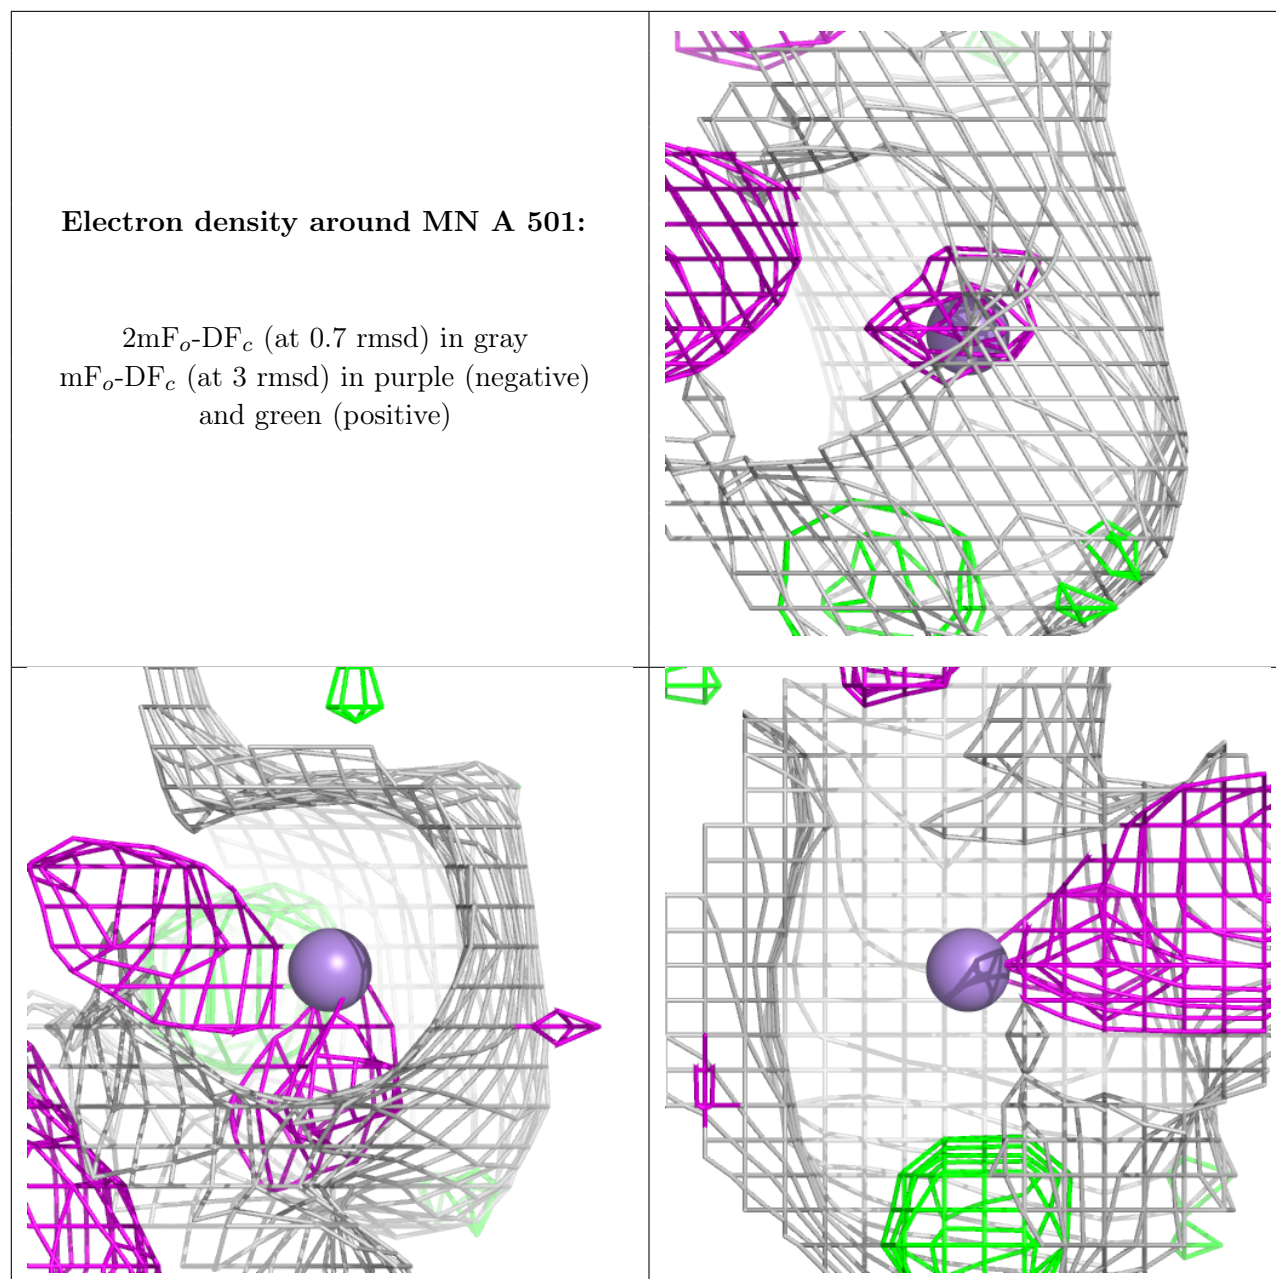 Electron density around MN A 501:
2mFo-DFc (at 0.7 rmsd) in gray
mFo-DFc (at 3 rmsd) in purple (negative)
and green (positive)